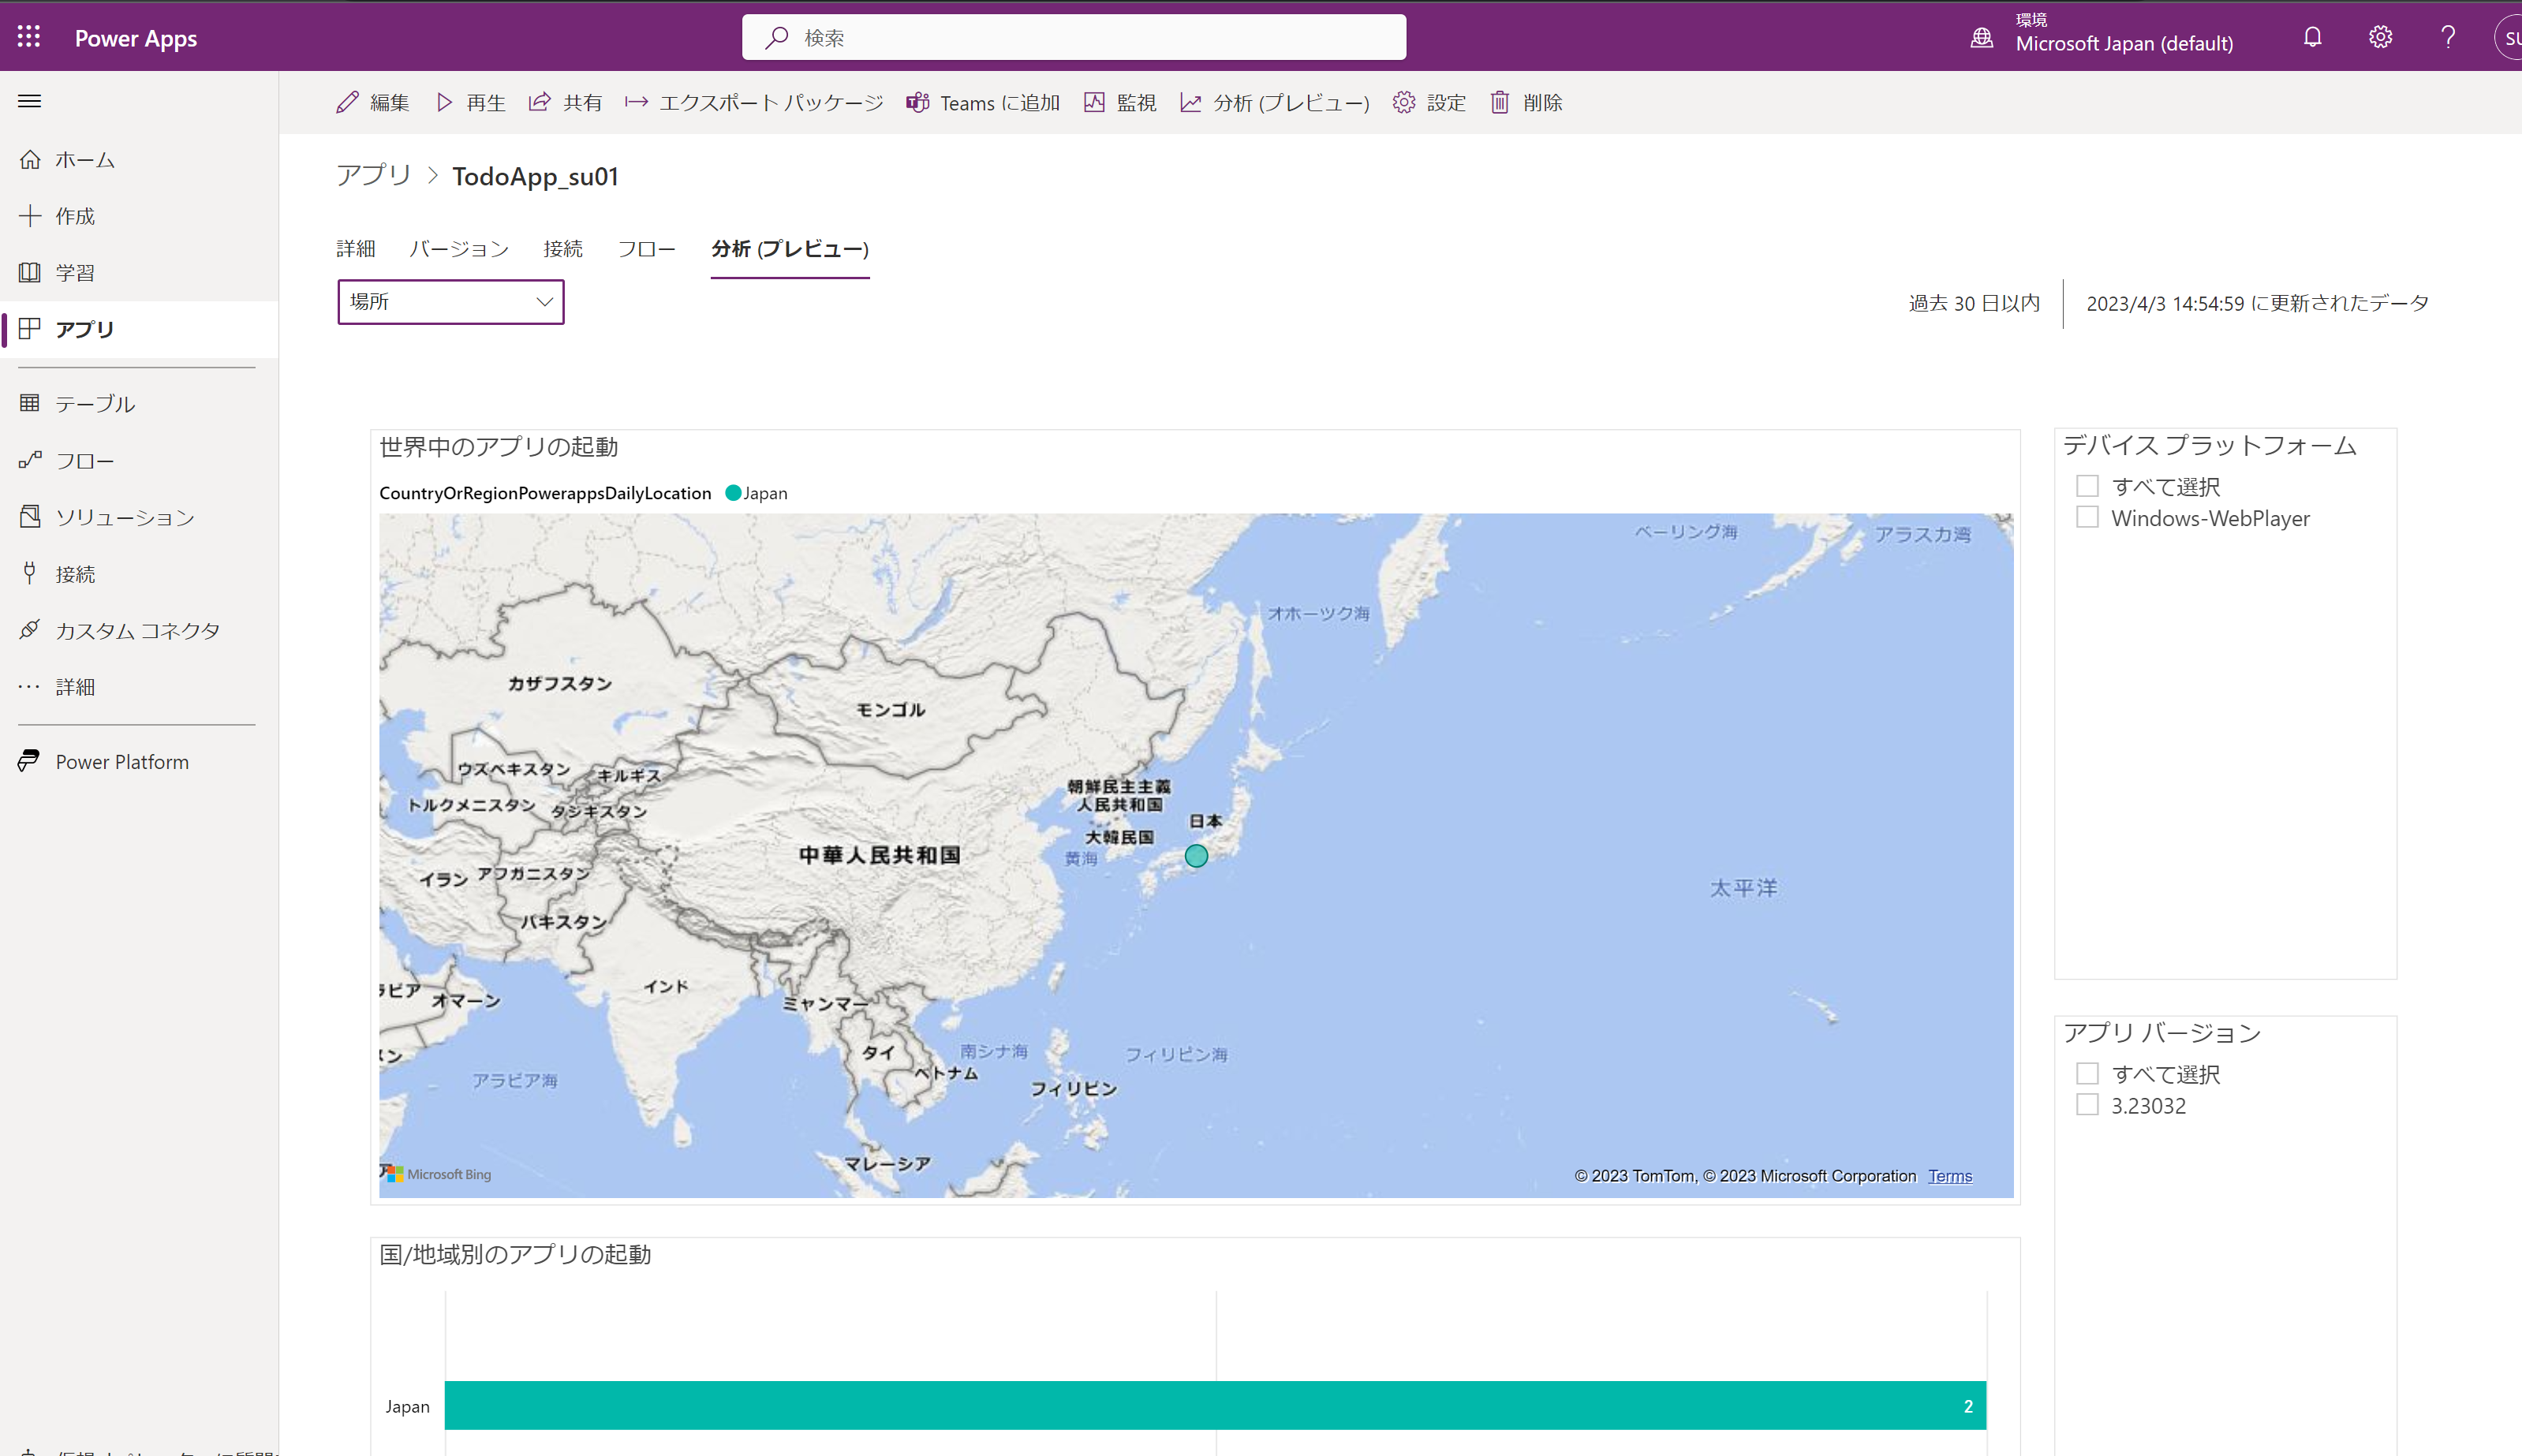 Power Apps
検索
環境
Microsoft Japan (default)
SU
編集 再生 共有 エクスポート パッケージ Teams に追加 監視 分析 (プレビュー) 設定 削除
ホーム
作成
学習
アプリ
テーブル
フロー
ソリューション
接続
カスタム コネクタ
詳細
Power Platform
アプリ > TodoApp_su01
詳細 バージョン 接続 フロー 分析 (プレビュー)
場所
過去 30 日以内
2023/4/3 14:54:59 に更新されたデータ
世界中のアプリの起動
CountryOrRegionPowerappsDailyLocation Japan
ベーリング海
アラスカ湾
オホーツク海
カザフスタン
モンゴル
ウズベキスタン
キルギス
トルクメニスタン
タジキスタン
朝鮮民主主義
人民共和国
日本
大韓民国
黄海
中華人民共和国
イラン
アフガニスタン
パキスタン
太平洋
インド
ラビア
オマーン
ミャンマー
タイ
南シナ海
フィリピン海
ベトナム
アラビア海
フィリピン
マレーシア
Microsoft Bing
© 2023 TomTom, © 2023 Microsoft Corporation Terms
デバイス プラットフォーム
すべて選択
Windows-WebPlayer
アプリ バージョン
すべて選択
3.23032
国/地域別のアプリの起動
Japan
2